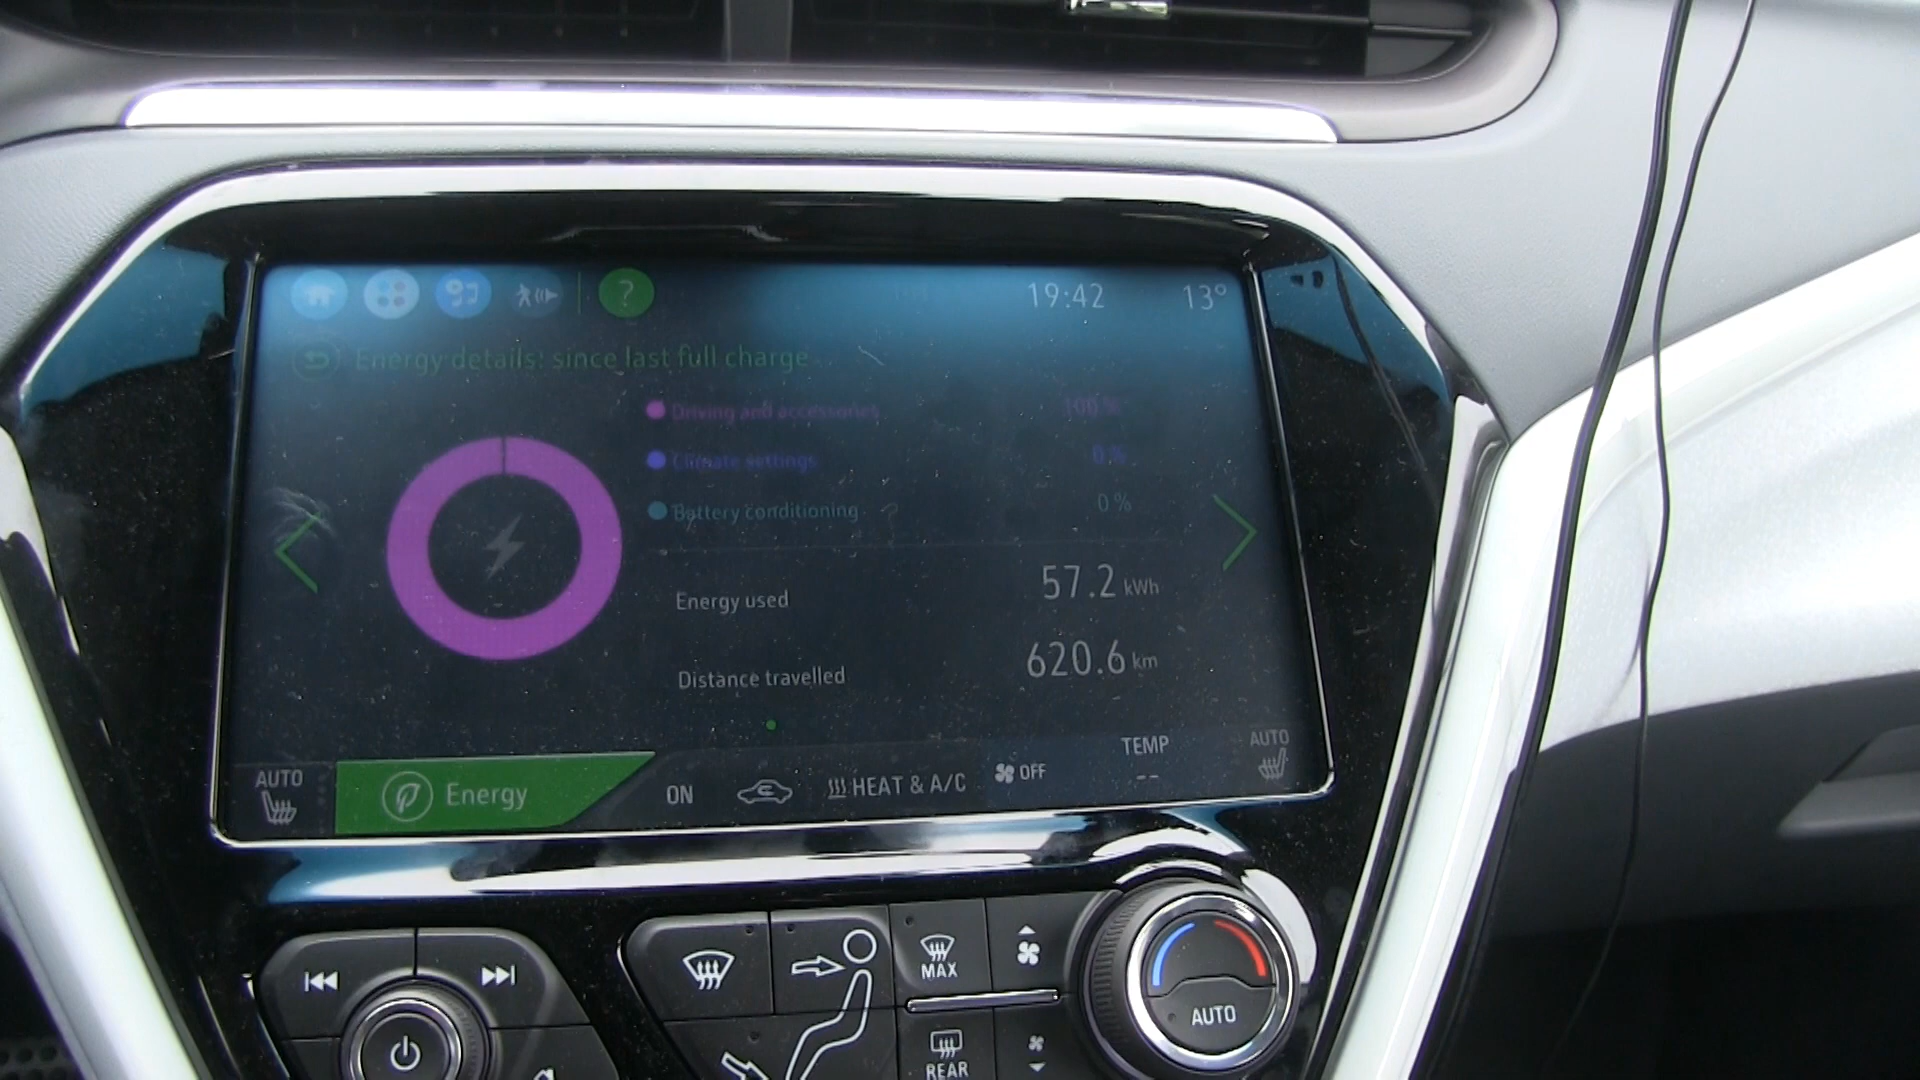 19:42 13°
Energy details: since last full charge
Driving and accessories 100 %
Climate settings 0 %
Battery conditioning 0 %
Energy used 57.2 kWh
Distance travelled 620.6 km
AUTO
Energy
ON
HEAT & A/C
OFF
TEMP
--
AUTO
MAX
REAR
AUTO